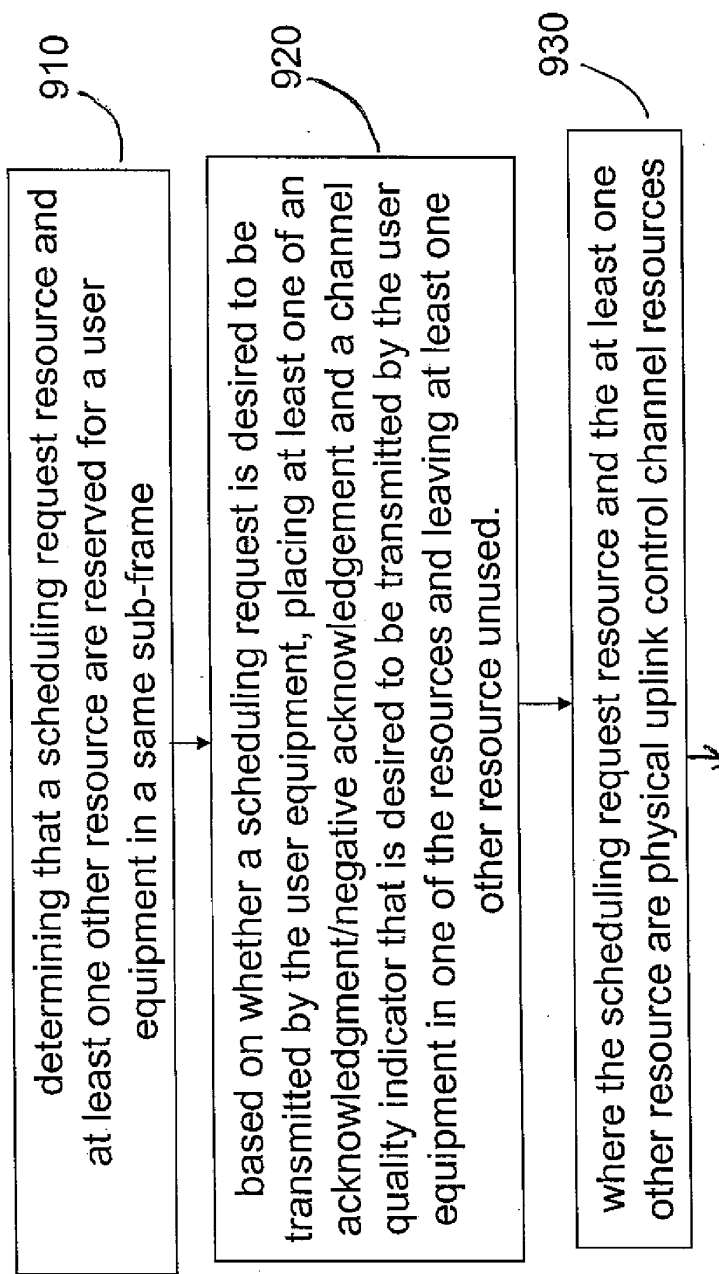 910
determining that a scheduling request resource and
at least one other resource are reserved for a user
equipment in a same sub-frame
920
based on whether a scheduling request is desired to be
transmitted by the user equipment, placing at least one of an
acknowledgment/negative acknowledgement and a channel
quality indicator that is desired to be transmitted by the user
equipment in one of the resources and leaving at least one
other resource unused.
930
where the scheduling request resource and the at least one
other resource are physical uplink control channel resources